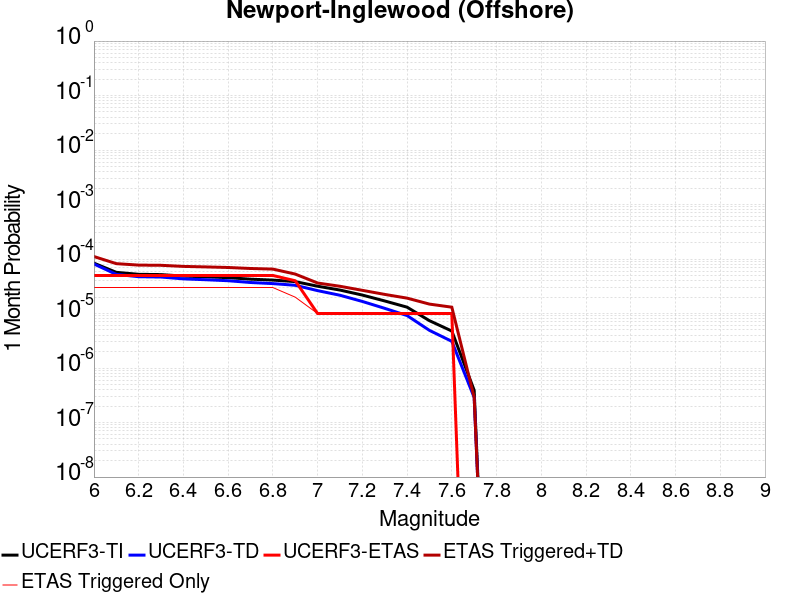 Newport-Inglewood (Offshore)
10^0
10^-1
10^-2
10^-3
10^-4
10^-5
10^-6
10^-7
10^-8
1 Month Probability
6 6.2 6.4 6.6 6.8 7 7.2 7.4 7.6 7.8 8 8.2 8.4 8.6 8.8 9
Magnitude
UCERF3-TI UCERF3-TD UCERF3-ETAS ETAS Triggered+TD
ETAS Triggered Only